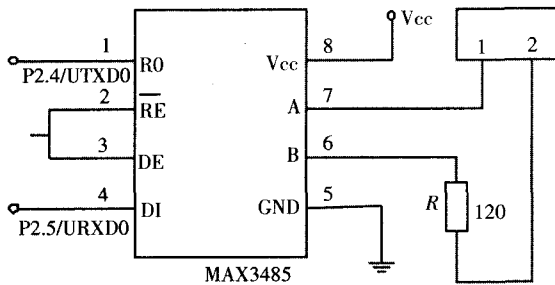 1
RO
P2.4/UTXD0
2
RE
3
DE
4
DI
P2.5/URXD0
8
Vcc
Vcc
7
A
6
B
5
GND
MAX3485
1 2
R 120